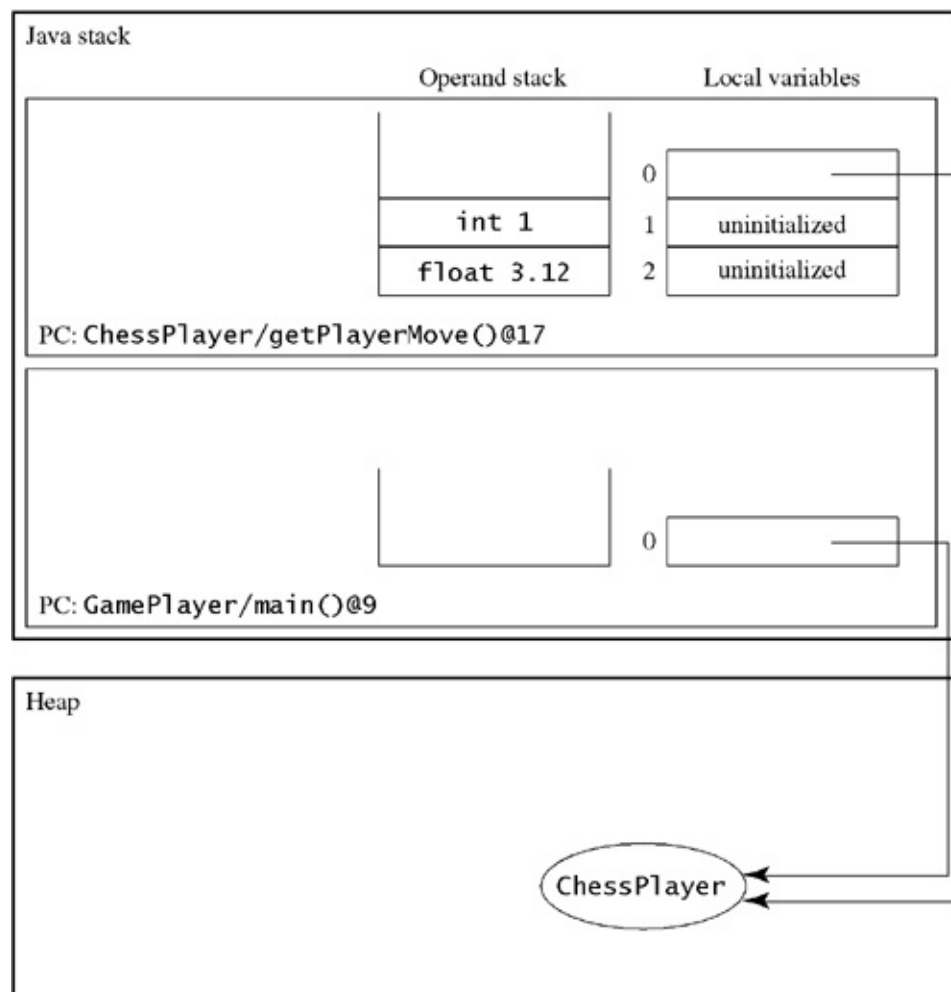 Java stack
Operand stack Local variables
0
int 1 1 uninitialized
float 3.12 2 uninitialized
PC: ChessPlayer/getPlayerMove()@17
0
PC: GamePlayer/main()@9
Heap
ChessPlayer